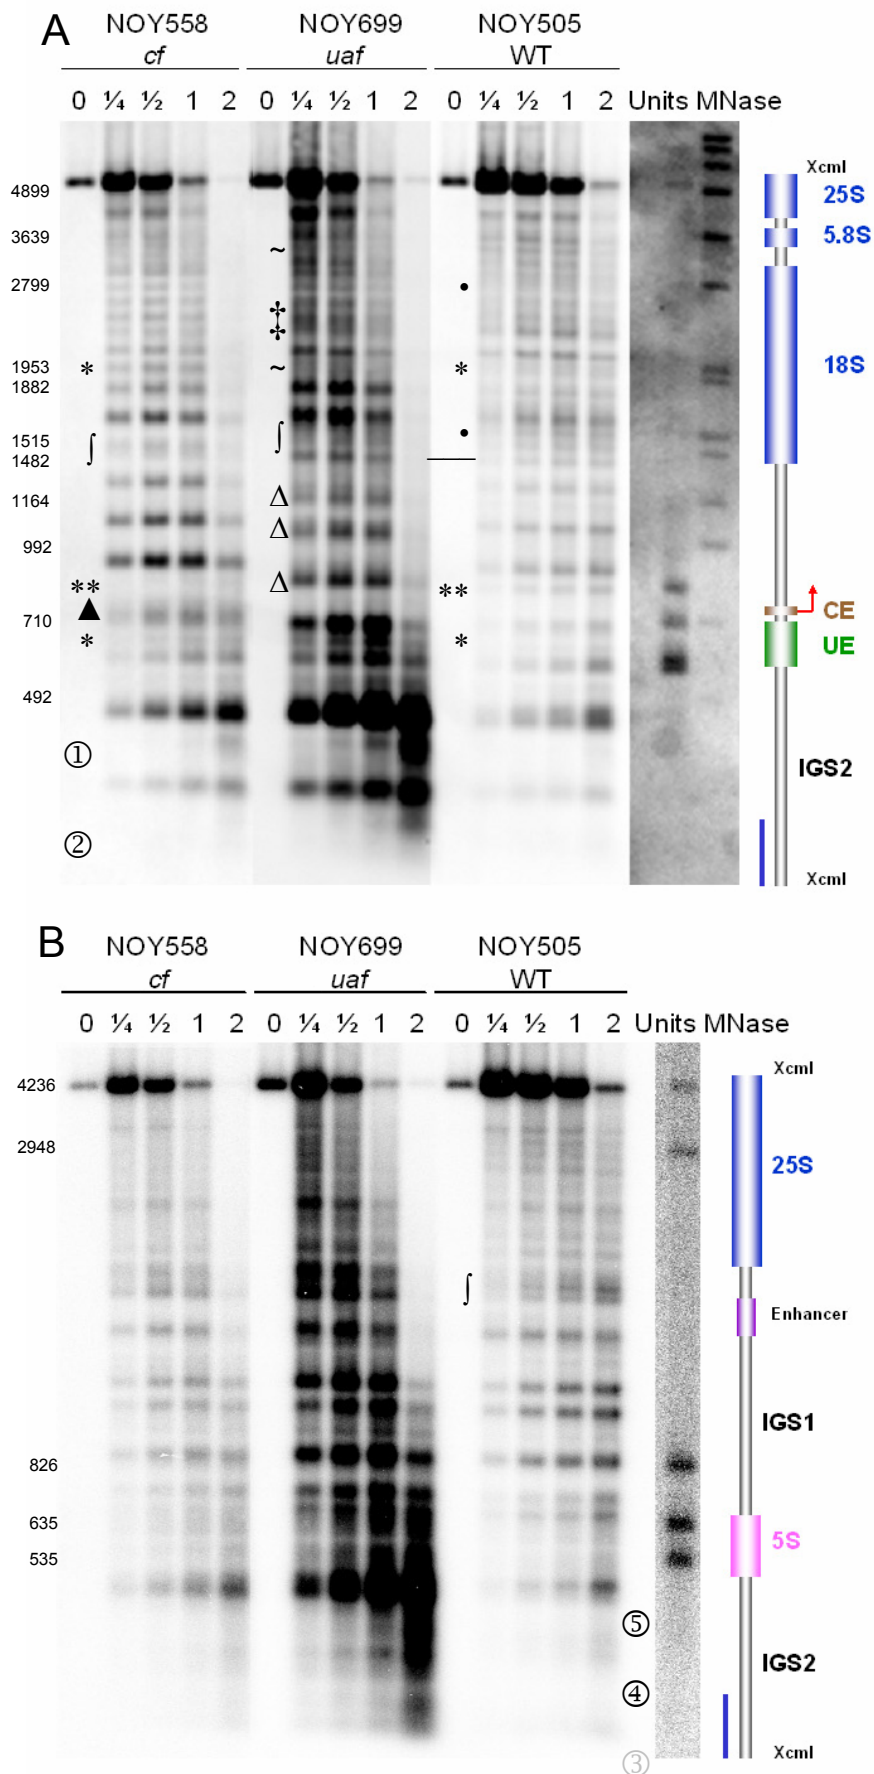 A
NOY558 NOY699 NOY505
cf uaf WT
0 ¼ ½ 1 2 0 ¼ ½ 1 2 0 ¼ ½ 1 2 Units MNase
XcmI
4899 25S
3639 5.8S
~
2799 •
‡
‡
1953 * ~ * 18S
1882
∫ •
1515 ∫
1482
1164 Δ
Δ
992
** Δ **
▲ CE
710
* * UE
492
①
IGS2
②
XcmI
B
NOY558 NOY699 NOY505
cf uaf WT
0 ¼ ½ 1 2 0 ¼ ½ 1 2 0 ¼ ½ 1 2 Units MNase
XcmI
4236
2948
25S
∫
Enhancer
IGS1
826
635
5S
535
⑤
IGS2
④
XcmI
③